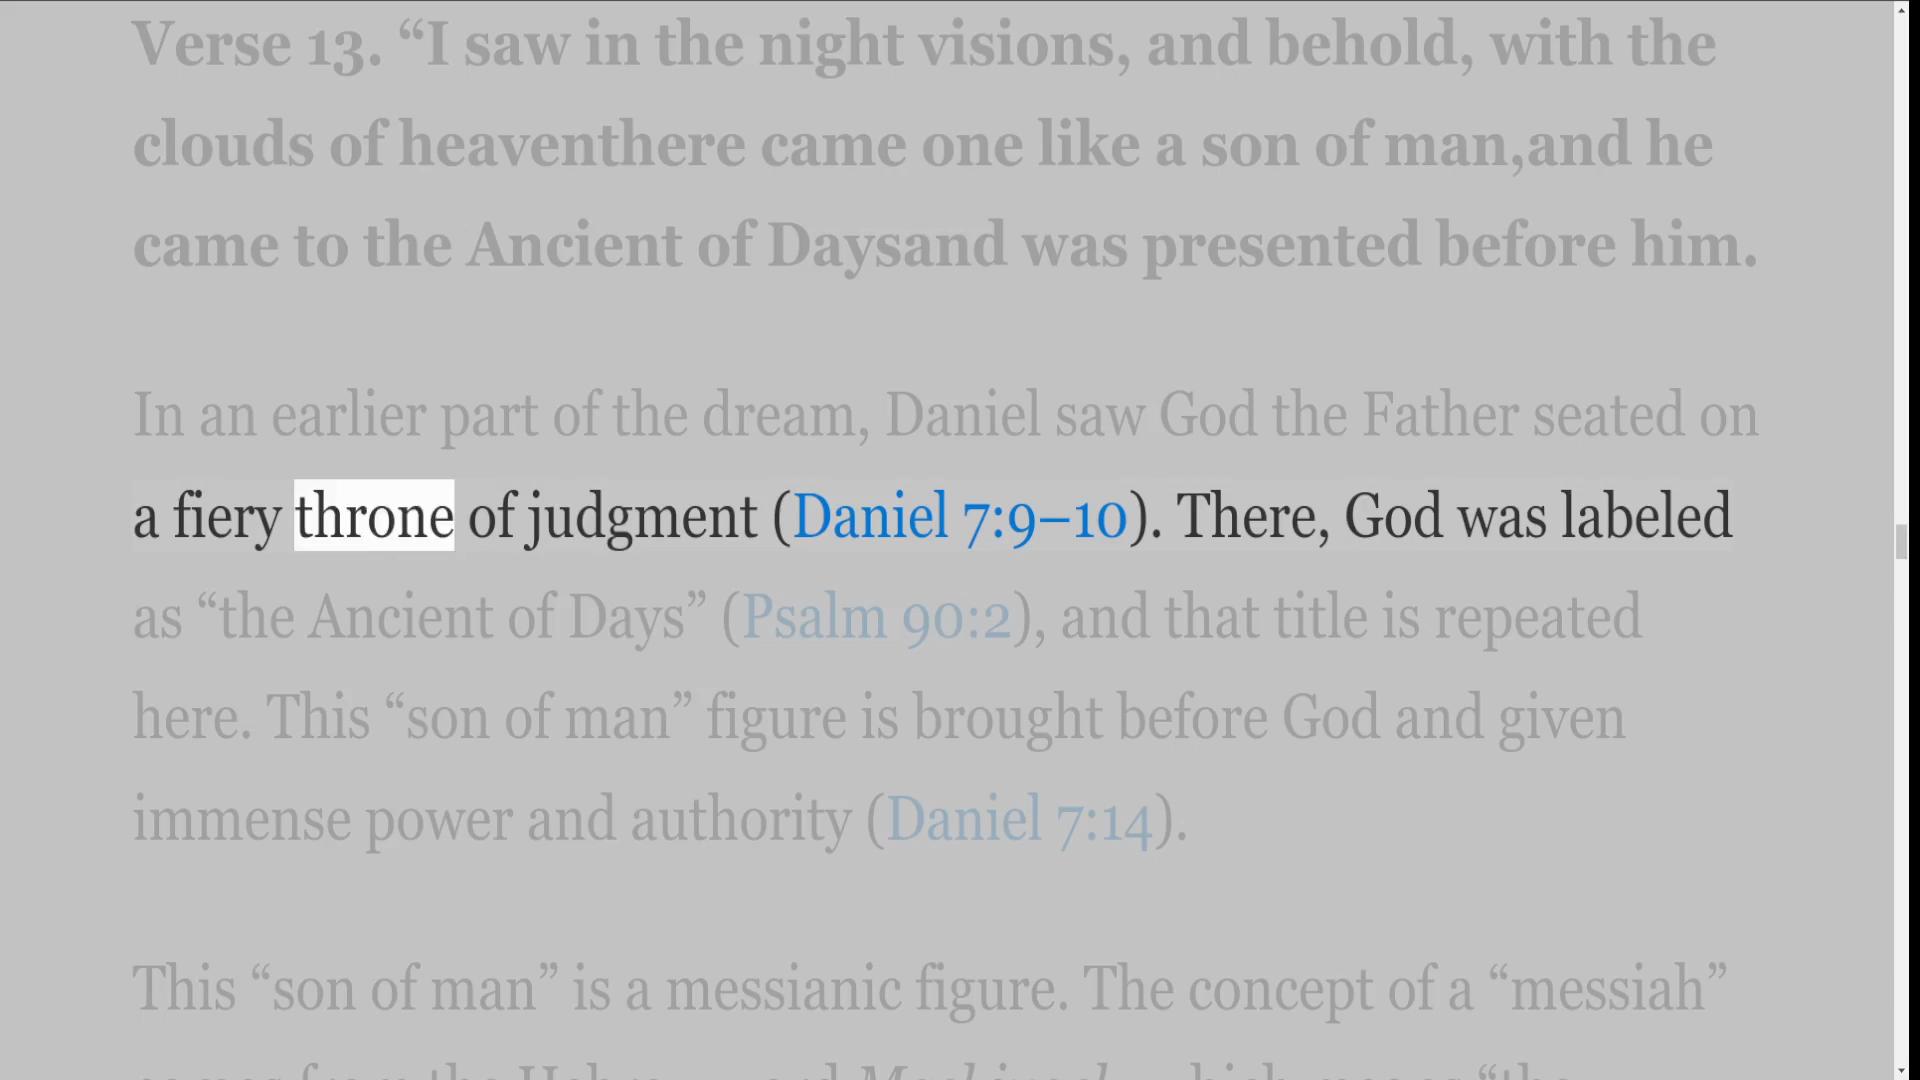 Verse 13. “I saw in the night visions, and behold, with the
clouds of heaventhere came one like a son of man,and he
came to the Ancient of Daysand was presented before him.
In an earlier part of the dream, Daniel saw God the Father seated on
a fiery throne of judgment (Daniel 7:9–10). There, God was labeled
as “the Ancient of Days” (Psalm 90:2), and that title is repeated
here. This “son of man” figure is brought before God and given
immense power and authority (Daniel 7:14).
This “son of man” is a messianic figure. The concept of a “messiah”